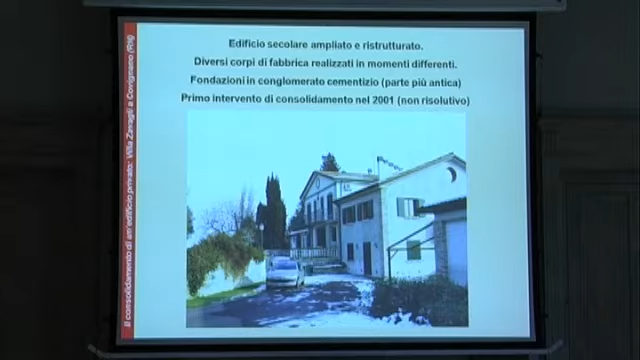 Edificio secolare ampliato e ristrutturato.
Diversi corpi di fabbrica realizzati in momenti differenti.
Fondazioni in conglomerato cementizio (parte più antica)
Primo intervento di consolidamento nel 2001 (non risolutivo)
Il consolidamento di un'edificio privato: Villa Zavagli a Covignano (RN)